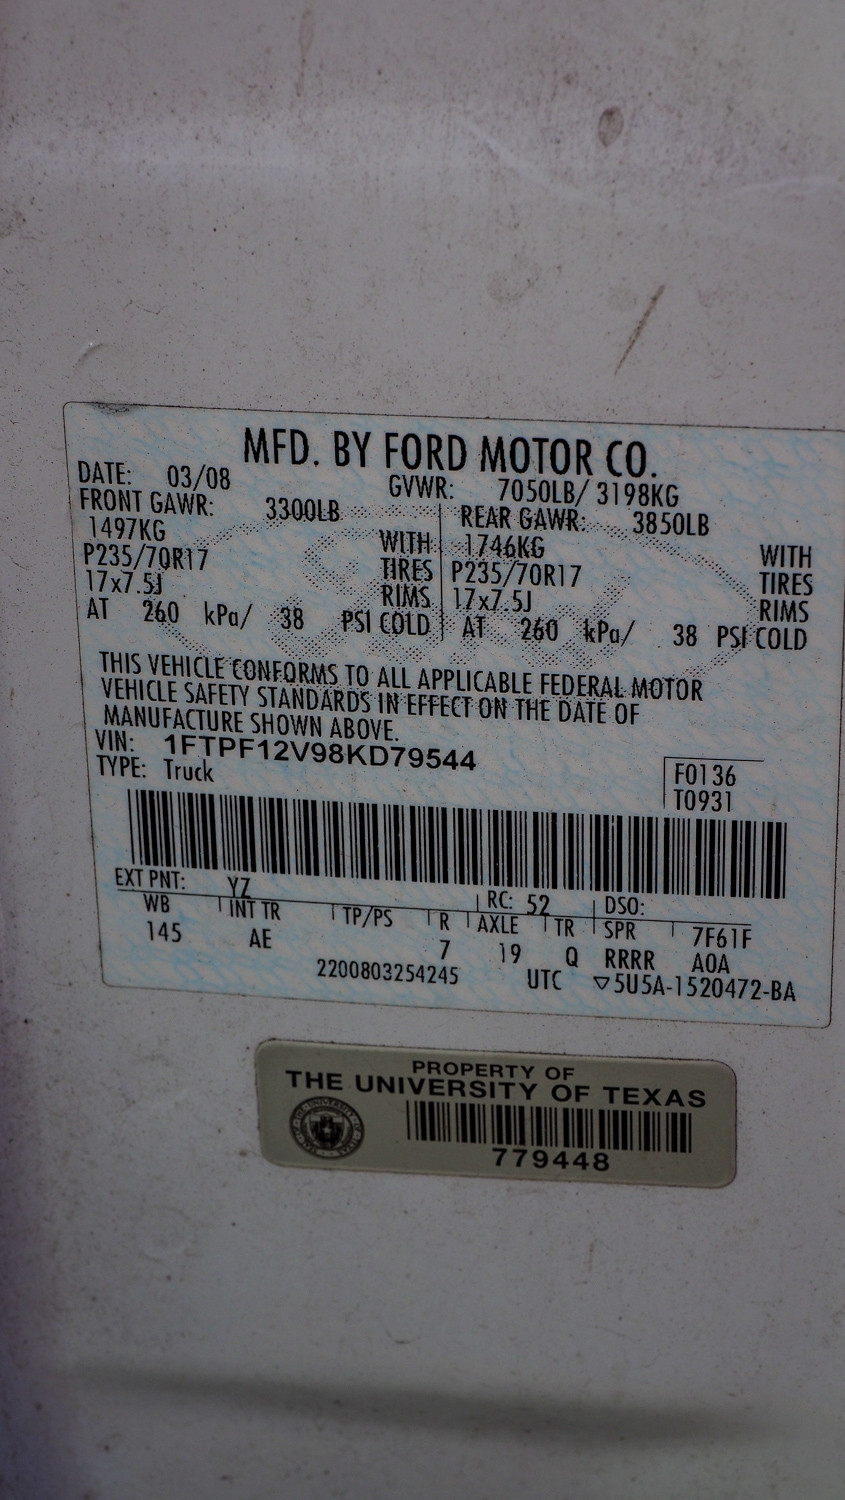 MFD. BY FORD MOTOR CO.
DATE: 03/08 GVWR: 7050LB/ 3198KG
FRONT GAWR: 3300LB REAR GAWR: 3850LB
1497KG WITH 1746KG WITH
P235/70R17 TIRES P235/70R17 TIRES
17x7.5J RIMS 17x7.5J RIMS
AT 260 kPa/ 38 PSI COLD AT 260 kPa/ 38 PSI COLD
THIS VEHICLE CONFORMS TO ALL APPLICABLE FEDERAL MOTOR
VEHICLE SAFETY STANDARDS IN EFFECT ON THE DATE OF
MANUFACTURE SHOWN ABOVE.
VIN: 1FTPF12V98KD79544
TYPE: Truck F0136
T0931
EXT PNT: YZ RC: 52 DSO:
WB INT TR TP/PS R AXLE TR SPR 7F61F
145 AE 7 19 Q RRRR A0A
2200803254245 UTC ▽5U5A-1520472-BA
PROPERTY OF
THE UNIVERSITY OF TEXAS
779448